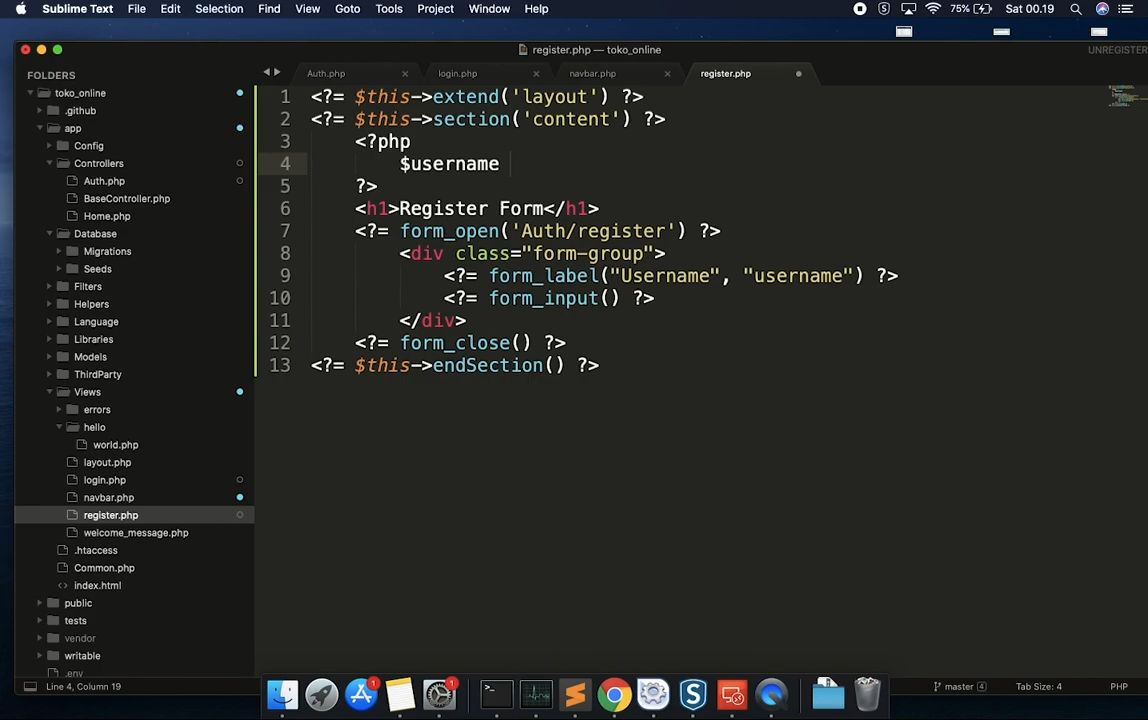 Sublime Text File Edit Selection Find View Goto Tools Project Window Help 75% Sat 00.19
register.php — toko_online UNREGISTER
FOLDERS
Auth.php login.php navbar.php register.php
toko_online
.github
app
Config
Controllers
Auth.php
BaseController.php
Home.php
Database
Migrations
Seeds
Filters
Helpers
Language
Libraries
Models
ThirdParty
Views
errors
hello
world.php
layout.php
login.php
navbar.php
register.php
welcome_message.php
.htaccess
Common.php
index.html
public
tests
vendor
writable
.env
1 <?= $this->extend('layout') ?>
2 <?= $this->section('content') ?>
3 <?php
4 $username
5 ?>
6 <h1>Register Form</h1>
7 <?= form_open('Auth/register') ?>
8 <div class="form-group">
9 <?= form_label("Username", "username") ?>
10 <?= form_input() ?>
11 </div>
12 <?= form_close() ?>
13 <?= $this->endSection() ?>
Line 4, Column 19 master 4 Tab Size: 4 PHP
1 1